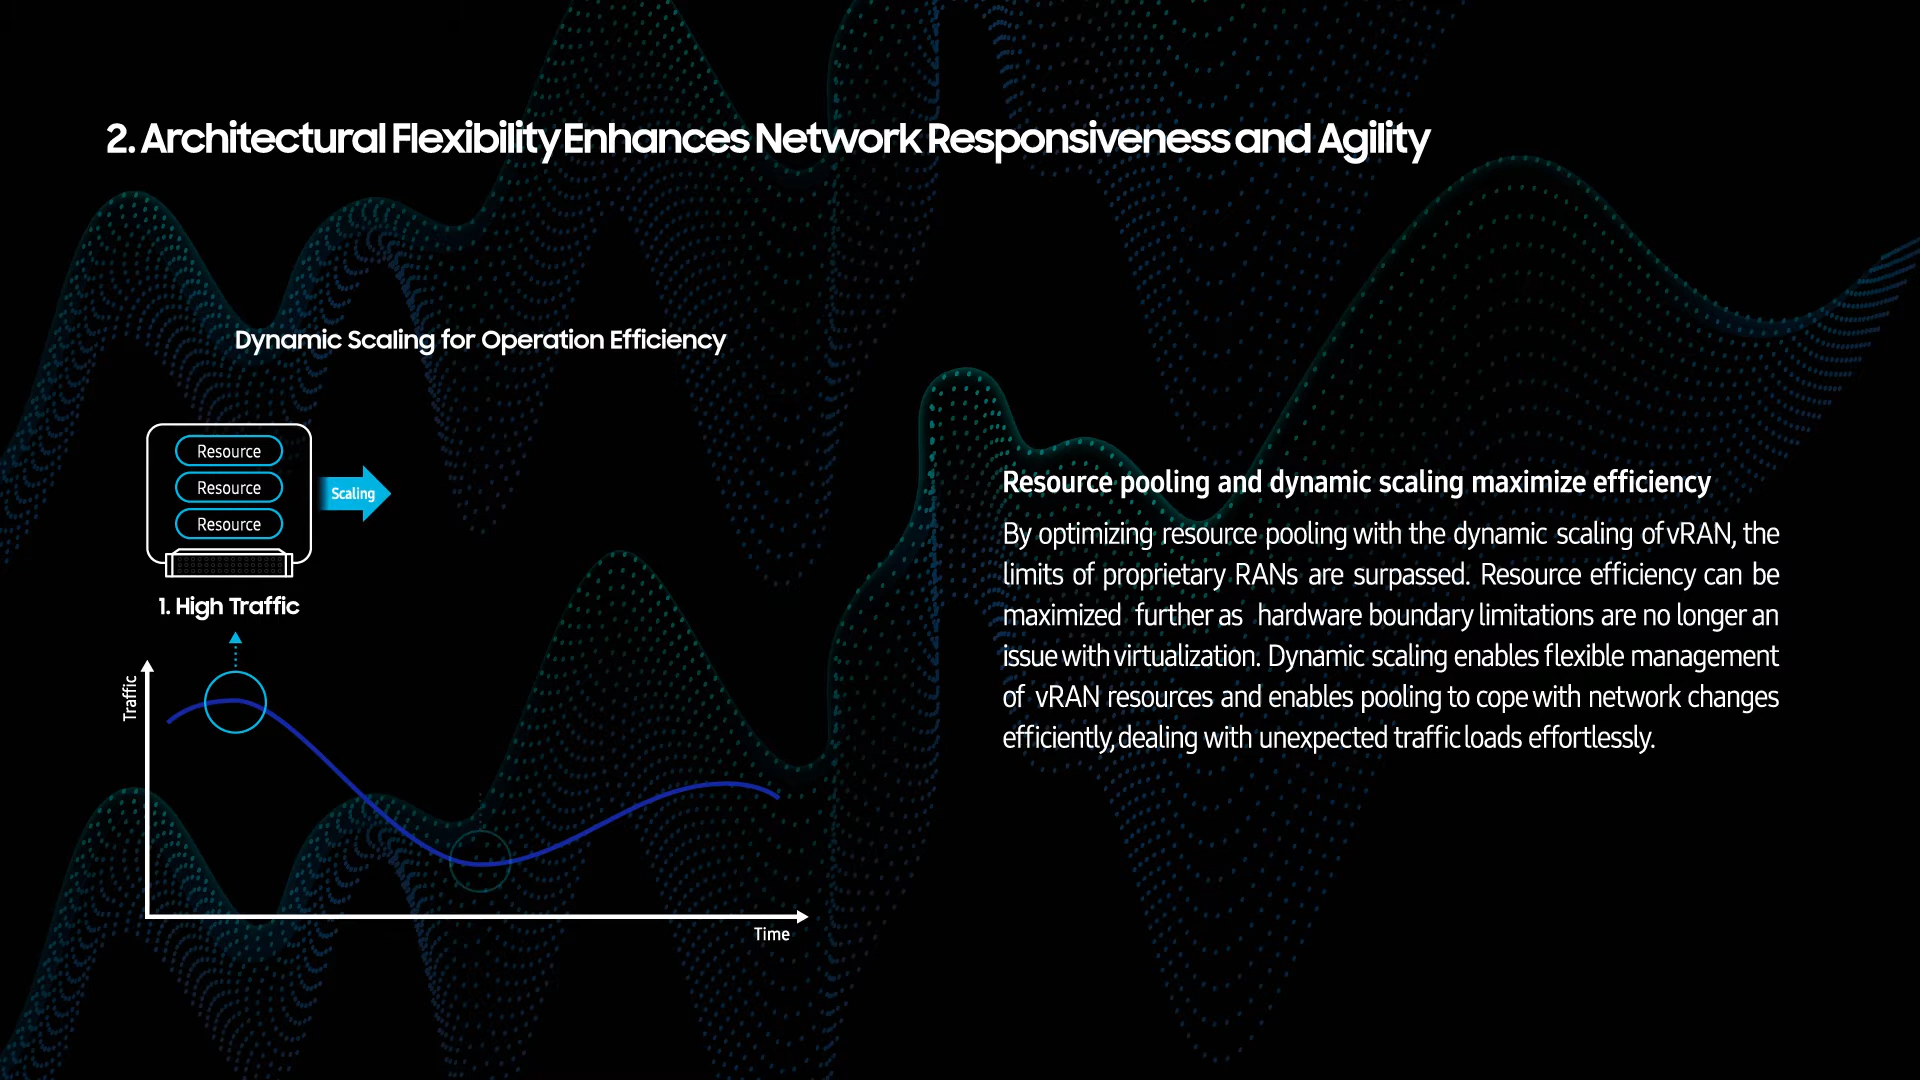 2. Architectural Flexibility Enhances Network Responsiveness and Agility
Dynamic Scaling for Operation Efficiency
Resource
Resource
Resource
Scaling
1. High Traffic
Traffic
Time
Resource pooling and dynamic scaling maximize efficiency
By optimizing resource pooling with the dynamic scaling of vRAN, the
limits of proprietary RANs are surpassed. Resource efficiency can be
maximized further as hardware boundary limitations are no longer an
issue with virtualization. Dynamic scaling enables flexible management
of vRAN resources and enables pooling to cope with network changes
efficiently, dealing with unexpected traffic loads effortlessly.